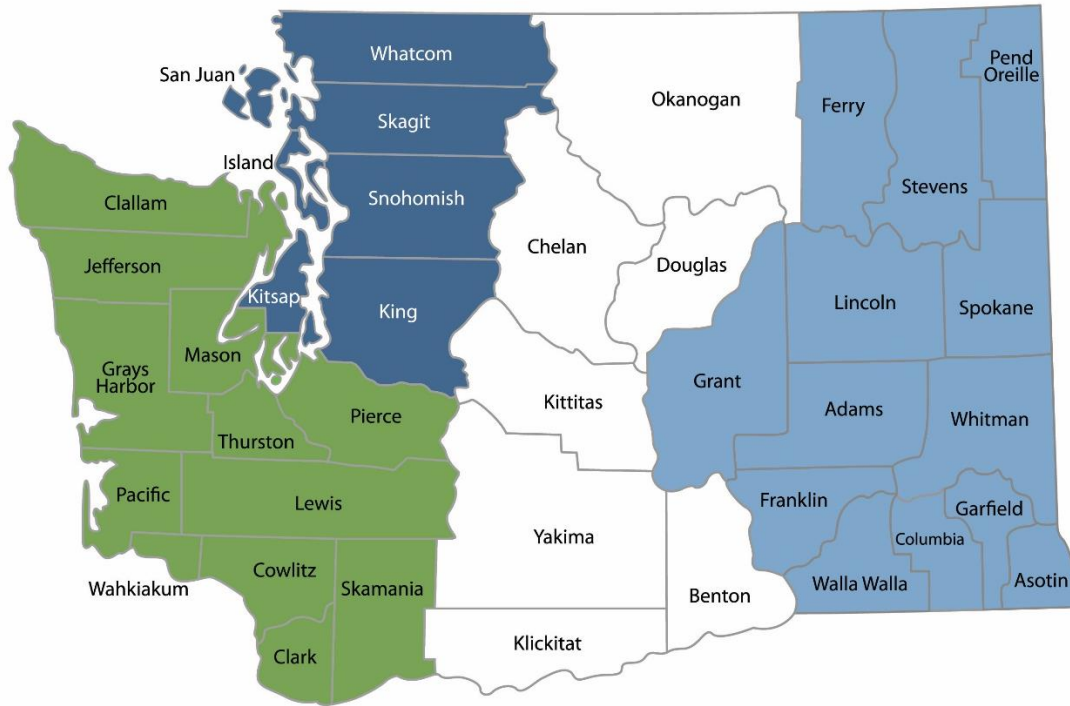 Whatcom
San Juan
Pend
Oreille
Okanogan
Ferry
Skagit
Island
Stevens
Snohomish
Clallam
Chelan
Jefferson
Douglas
Kitsap
Lincoln
Spokane
King
Mason
Grays
Harbor
Grant
Kittitas
Adams
Pierce
Whitman
Thurston
Pacific
Franklin
Lewis
Garfield
Yakima
Columbia
Cowlitz
Wahkiakum
Skamania
Walla Walla
Asotin
Benton
Klickitat
Clark